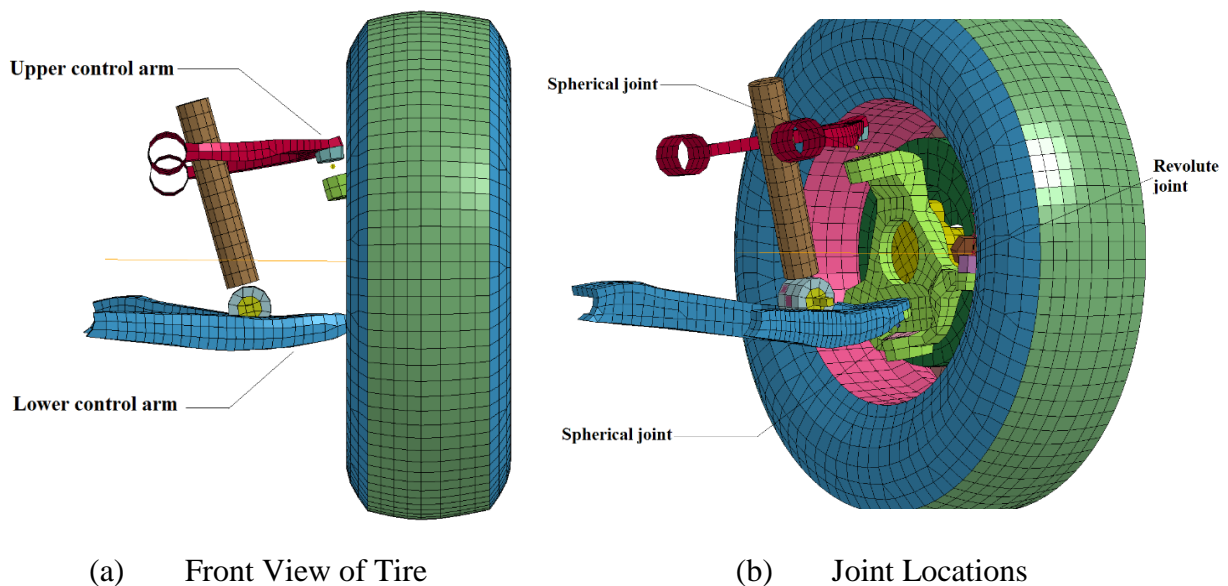 Upper control arm
Lower control arm
Spherical joint
Revolute
joint
Spherical joint
(a) Front View of Tire
(b) Joint Locations